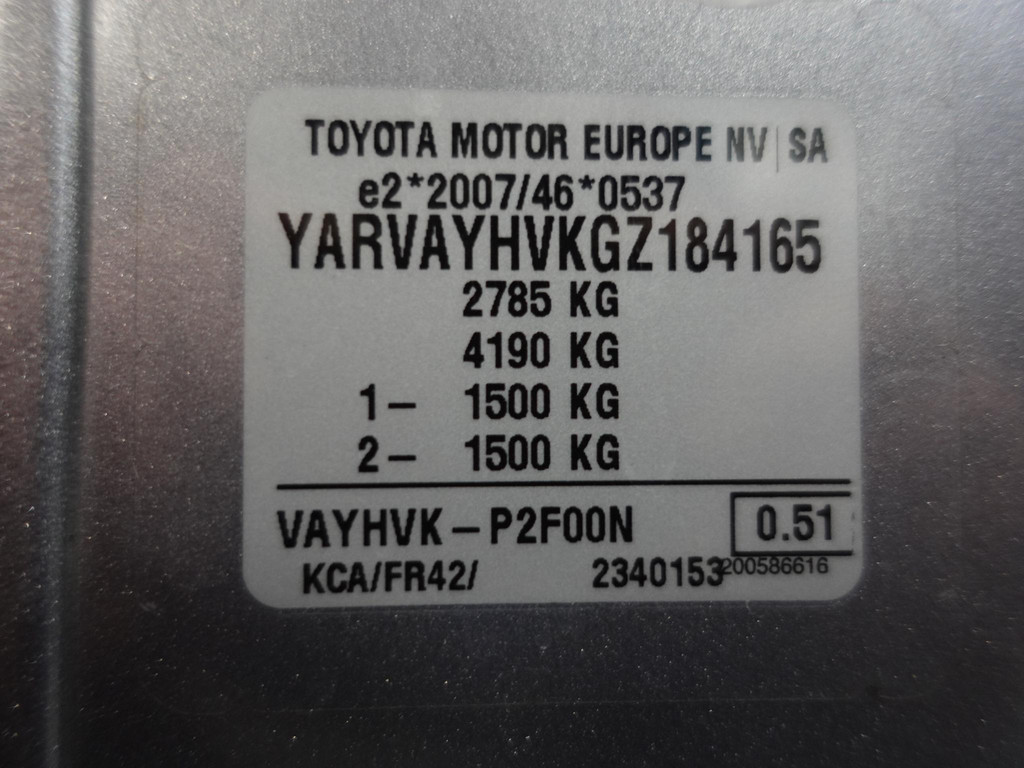 TOYOTA MOTOR EUROPE NV|SA
e2*2007/46*0537
YARVAYHVKGZ184165
2785 KG
4190 KG
1– 1500 KG
2– 1500 KG
VAYHVK–P2F00N 0.51
KCA/FR42/ 2340153 200586616